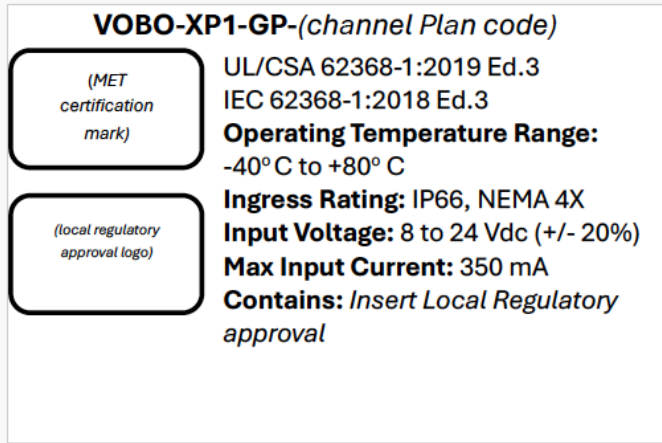 VOBO-XP1-GP-(channel Plan code)
(MET
certification
mark)
(local regulatory
approval logo)
UL/CSA 62368-1:2019 Ed.3
IEC 62368-1:2018 Ed.3
Operating Temperature Range:
-40° C to +80° C
Ingress Rating: IP66, NEMA 4X
Input Voltage: 8 to 24 Vdc (+/- 20%)
Max Input Current: 350 mA
Contains: Insert Local Regulatory
approval